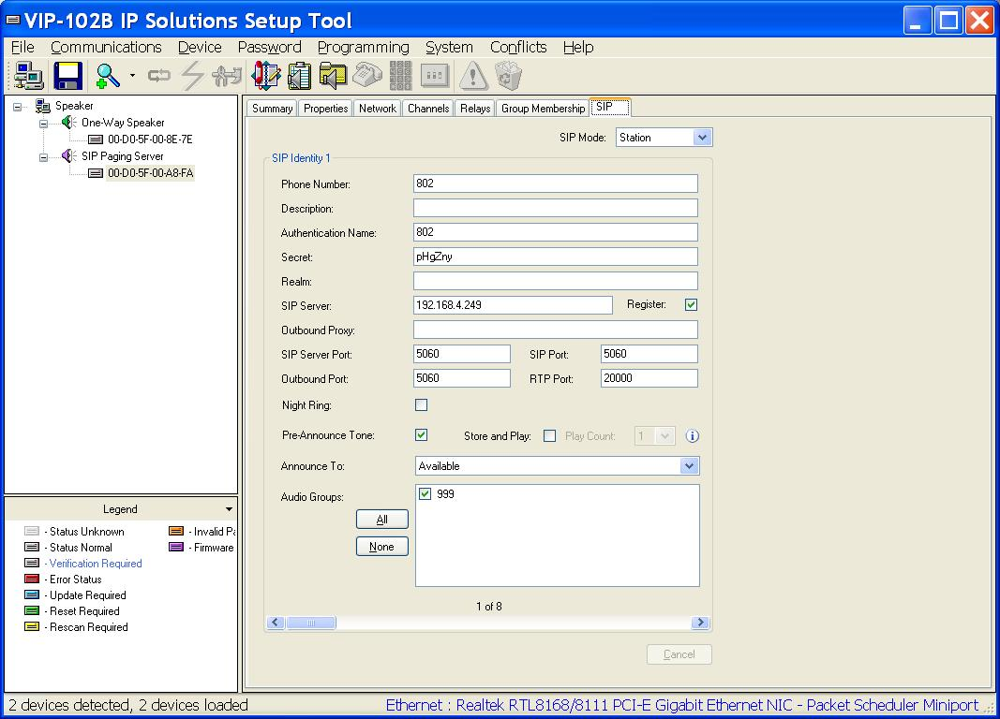 VIP-102B IP Solutions Setup Tool
File Communications Device Password Programming System Conflicts Help
Speaker
One-Way Speaker
00-D0-5F-00-8E-7E
SIP Paging Server
00-D0-5F-00-A8-FA
Summary Properties Network Channels Relays Group Membership SIP
SIP Mode: Station
SIP Identity 1
Phone Number: 802
Description:
Authentication Name: 802
Secret: pHgZny
Realm:
SIP Server: 192.168.4.249 Register:
Outbound Proxy:
SIP Server Port: 5060 SIP Port: 5060
Outbound Port: 5060 RTP Port: 20000
Night Ring:
Pre-Announce Tone: Store and Play: Play Count: 1
Announce To: Available
Audio Groups: 999
All
None
1 of 8
Cancel
Legend
- Status Unknown - Invalid Pa
- Status Normal - Firmware
- Verification Required
- Error Status
- Update Required
- Reset Required
- Rescan Required
2 devices detected, 2 devices loaded Ethernet : Realtek RTL8168/8111 PCI-E Gigabit Ethernet NIC - Packet Scheduler Miniport